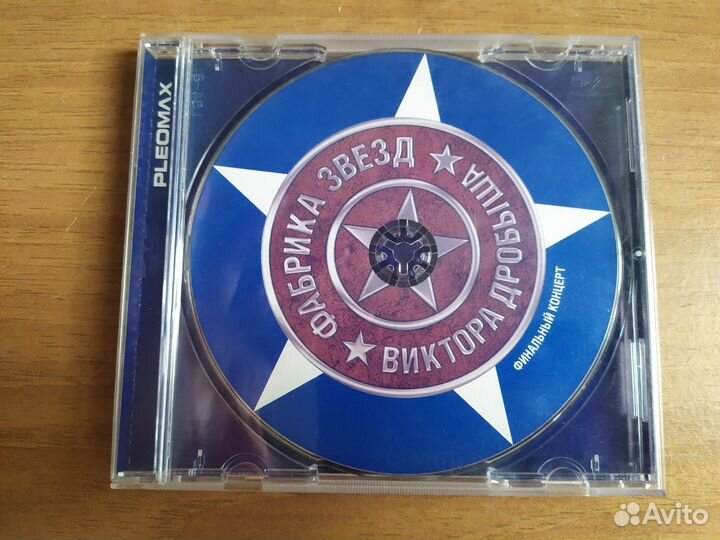 PLEOMAX
ФАБРИКА ЗВЕЗД
ВИКТОРА ДРОБЫША
ФИНАЛЬНЫЙ КОНЦЕРТ
Avito